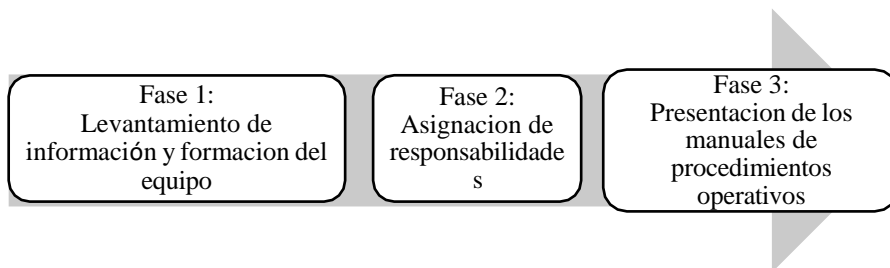 Fase 1:
Levantamiento de
información y formacion del
equipo
Fase 2:
Asignacion de
responsabilidade
s
Fase 3:
Presentacion de los
manuales de
procedimientos
operativos